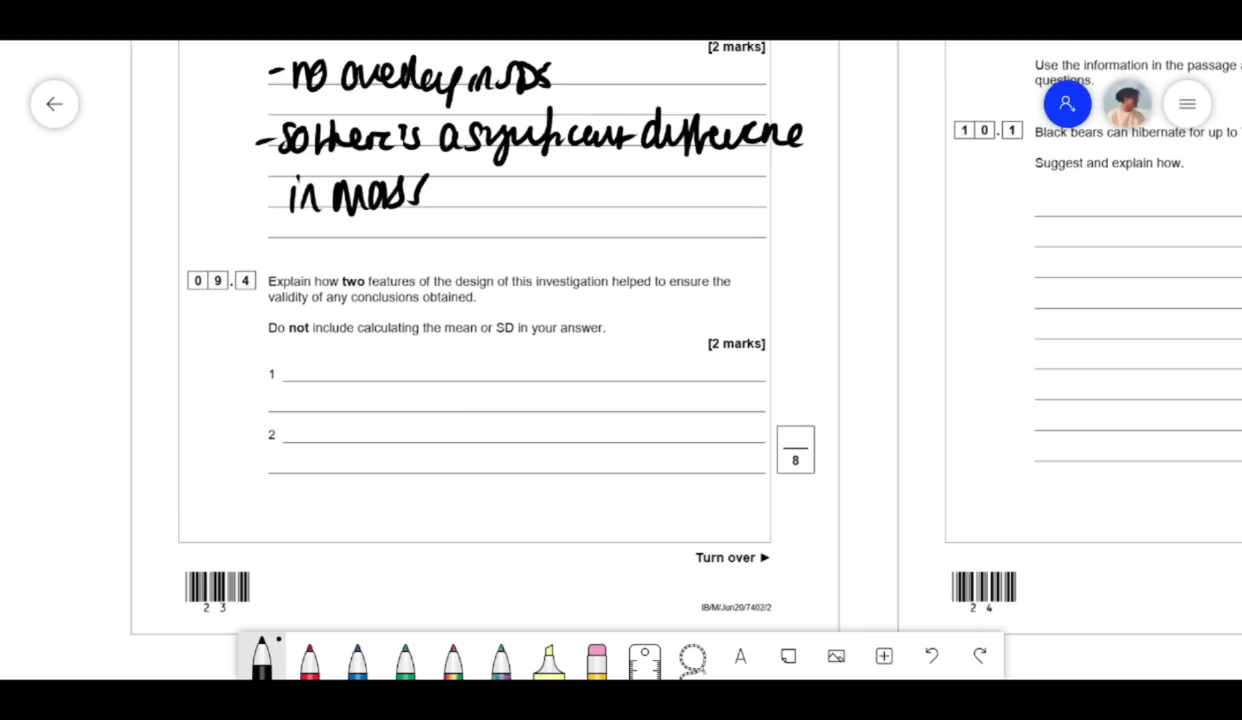 [2 marks]
- no overlap in SDs
- so there's a significant difference
in mass
0 9 . 4 Explain how two features of the design of this investigation helped to ensure the
validity of any conclusions obtained.
Do not include calculating the mean or SD in your answer.
[2 marks]
1
2
8
Turn over ►
2 3
IB/M/Jun20/7402/2
Use the information in the passage
questions.
1 0 . 1 Black bears can hibernate for up to
Suggest and explain how.
2 4
A